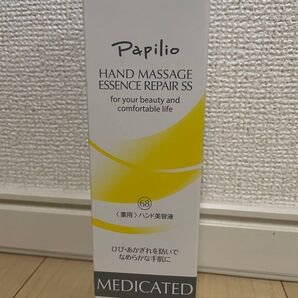 Papilio
HAND MASSAGE
ESSENCE REPAIR SS
for your beauty and
comfortable life
68
〈薬用〉ハンド美容液
ひび・あかぎれを防いで
なめらかな手肌に
MEDICATED